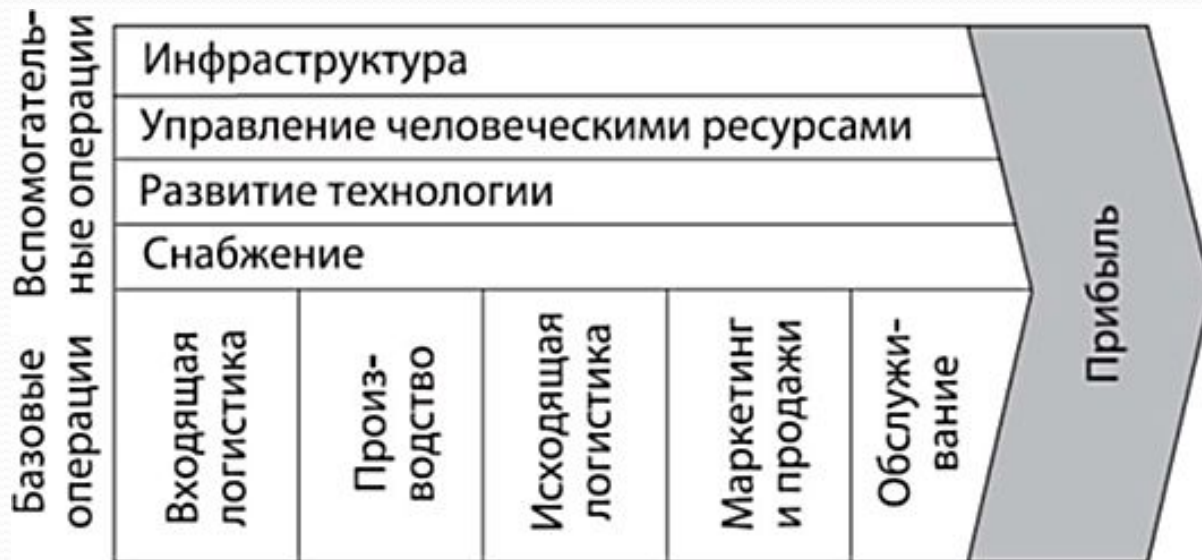 Вспомогатель-
ные операции
Инфраструктура
Управление человеческими ресурсами
Развитие технологии
Снабжение
Базовые
операции
Входящая
логистика
Произ-
водство
Исходящая
логистика
Маркетинг
и продажи
Обслужи-
вание
Прибыль